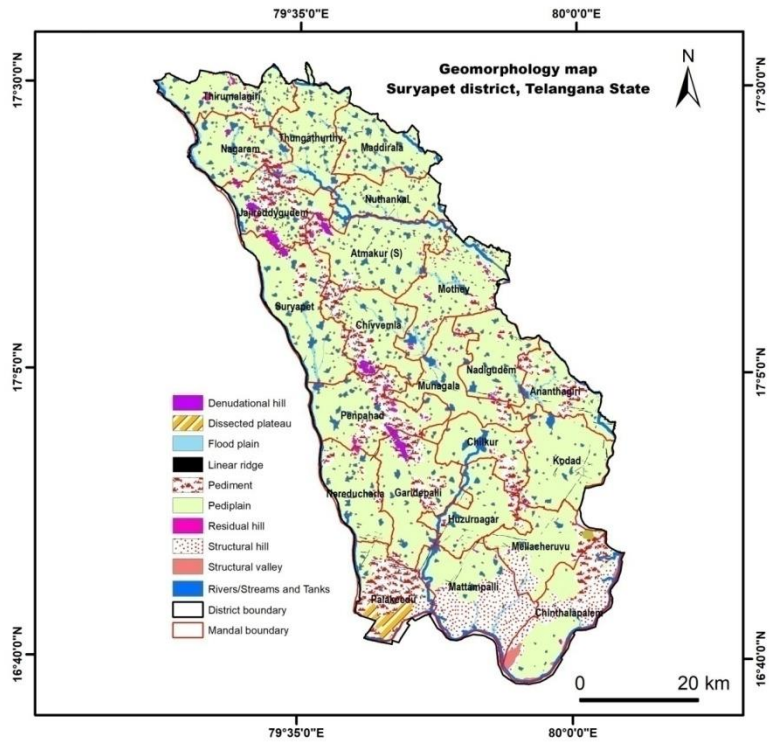 79°35'0"E
80°0'0"E
N
Geomorphology map
Suryapet district, Telangana State
17°30'0"N
17°30'0"N
Thirumalagiri
Thungathurthy
Maddirala
Nagaram
Nuthankal
Jajireddygudem
Atmakur (S)
Mothey
Suryapet
Chivvemla
17°5'0"N
17°5'0"N
Nadigudem
Munagala
Ananthagiri
Penpahad
Chilkur
Kodad
Nereducharla
Garidepalli
Huzurnagar
Mellacheruvu
Mattampalli
Palakeedu
Chinthalapalem
Denudational hill
Dissected plateau
Flood plain
Linear ridge
Pediment
Pediplain
Residual hill
Structural hill
Structural valley
Rivers/Streams and Tanks
District boundary
Mandal boundary
16°40'0"N
16°40'0"N
0
20 km
79°35'0"E
80°0'0"E